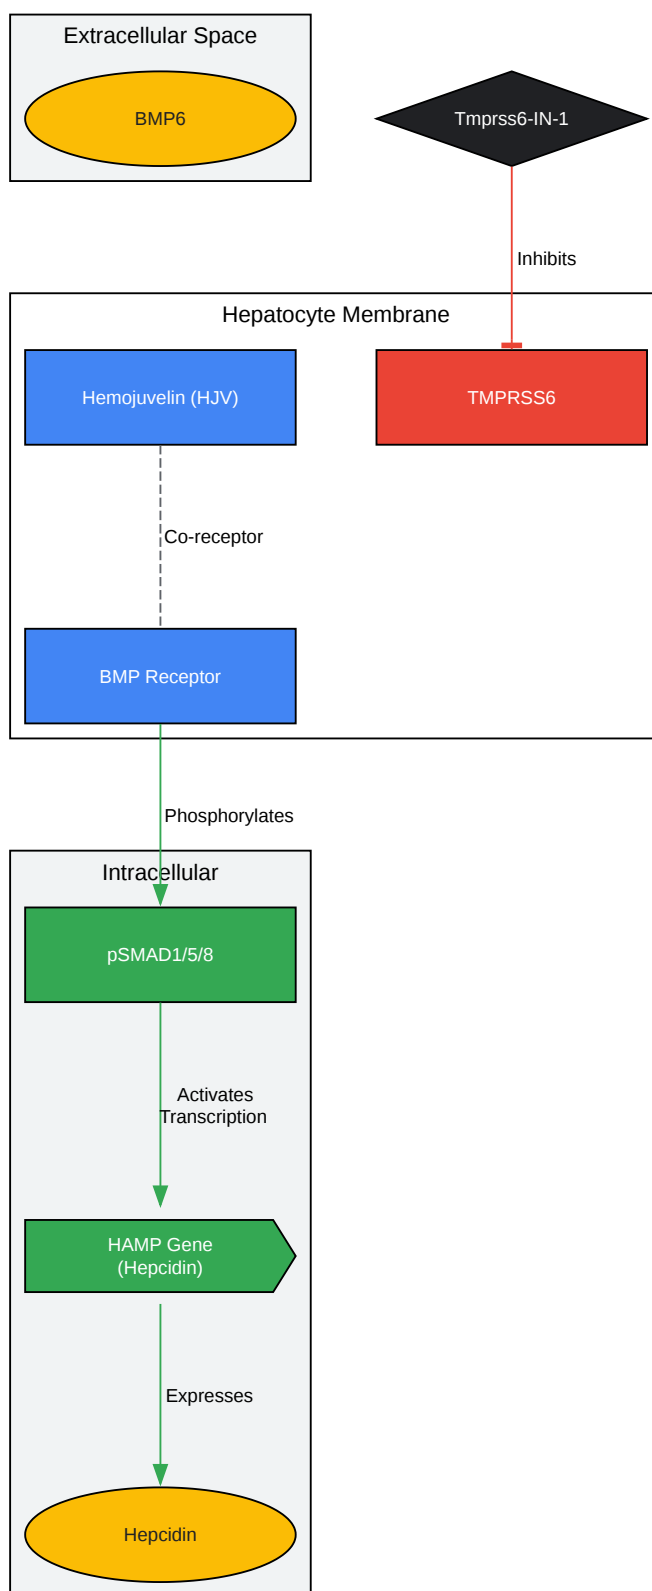 Extracellular Space
BMP6
Tmprss6-IN-1
Inhibits
Hepatocyte Membrane
Hemojuvelin (HJV)
TMPRSS6
Co-receptor
BMP Receptor
Phosphorylates
Intracellular
pSMAD1/5/8
Activates
Transcription
HAMP Gene
(Hepcidin)
Expresses
Hepcidin